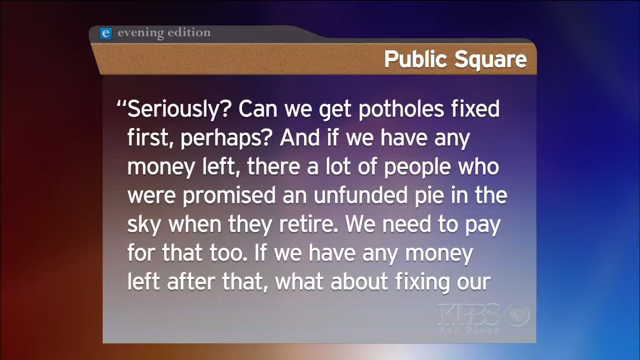 e evening edition
Public Square
“Seriously? Can we get potholes fixed
first, perhaps? And if we have any
money left, there a lot of people who
were promised an unfunded pie in the
sky when they retire. We need to pay
for that too. If we have any money
left after that, what about fixing our
KPBS
San Diego